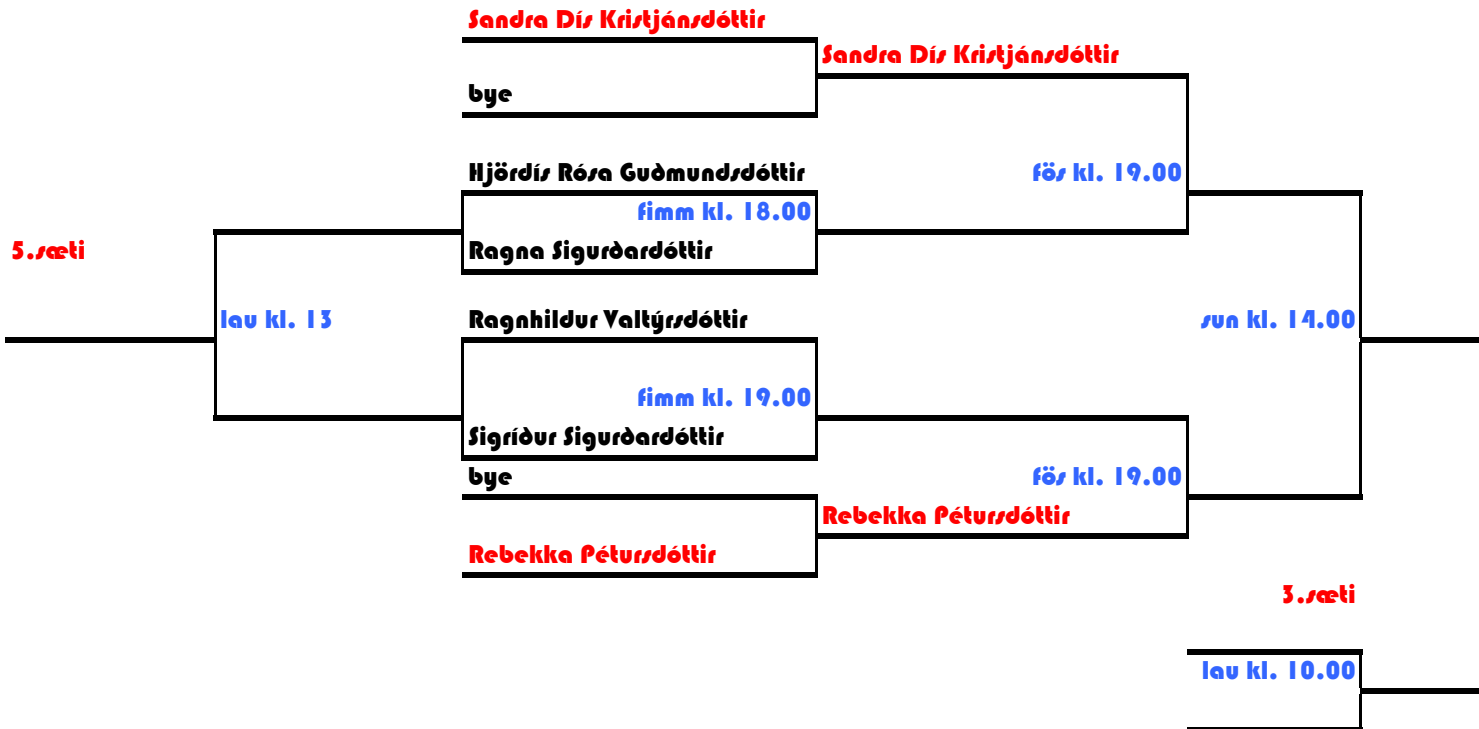 Sandra Dís Kristjánsdóttir
Sandra Dís Kristjánsdóttir
bye
Hjördís Rósa Guðmundsdóttir
fös kl. 19.00
fimm kl. 18.00
5.sæti
Ragna Sigurðardóttir
lau kl. 13
Ragnhildur Valtýrsdóttir
sun kl. 14.00
fimm kl. 19.00
Sigríður Sigurðardóttir
bye
fös kl. 19.00
Rebekka Pétursdóttir
Rebekka Pétursdóttir
3.sæti
lau kl. 10.00